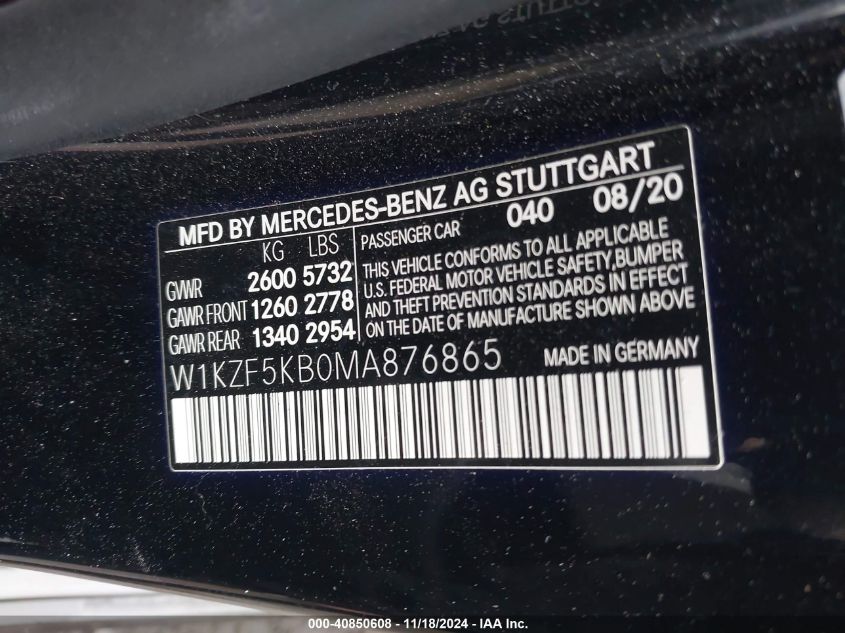 MFD BY MERCEDES-BENZ AG STUTTGART
KG LBS
GVWR 2600 5732
GAWR FRONT 1260 2778
GAWR REAR 1340 2954
PASSENGER CAR 040 08/20
THIS VEHICLE CONFORMS TO ALL APPLICABLE
U.S. FEDERAL MOTOR VEHICLE SAFETY, BUMPER
AND THEFT PREVENTION STANDARDS IN EFFECT
ON THE DATE OF MANUFACTURE SHOWN ABOVE
W1KZF5KB0MA876865 MADE IN GERMANY
000-40850608 - 11/18/2024 - IAA Inc.